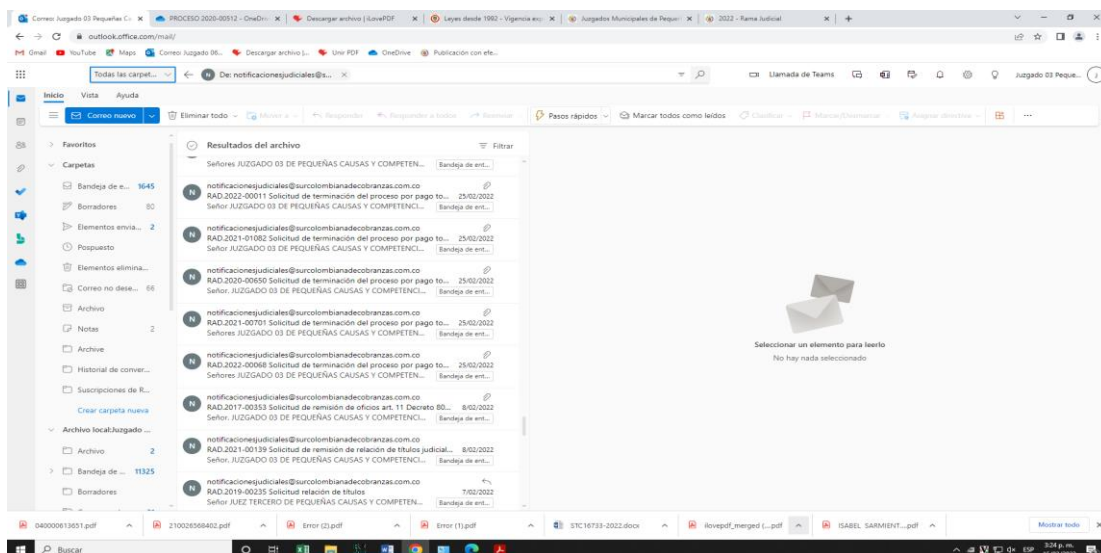 Correo: Juzgado 03 Pequeñas C
PROCESO 2020-00512 - OneDri
Descargar archivo | iLovePDF
Leyes desde 1992 - Vigencia ex
Juzgados Municipales de Peque
2022 - Rama Judicial
outlook.office.com/mail/
Gmail
YouTube
Maps
Correo Juzgado 06...
Descargar archivo |...
Unir PDF
OneDrive
Publicación con efe...
Todas las carpet...
De: notificacionesjudiciales@s...
Llamada de Teams
Juzgado 03 Peque...
Inicio Vista Ayuda
Correo nuevo
Eliminar todo
Mover a
Responder
Responder a todos
Reenviar
Pasos rápidos
Marcar todos como leídos
Clasificar
Marcar/Desmarcar
Asignar directiva
Favoritos
Carpetas
Bandeja de e... 1645
Borradores 80
Elementos envia... 2
Pospuesto
Elementos elimina...
Correo no dese... 66
Archivo
Notas 2
Archive
Historial de conver...
Suscripciones de R...
Crear carpeta nueva
Archivo local:Juzgado ...
Archivo 2
Bandeja de ... 11325
Borradores
Resultados del archivo
Filtrar
Señores JUZGADO 03 DE PEQUEÑAS CAUSAS Y COMPETEN... Bandeja de ent...
notificacionesjudiciales@surcolombianadecobranzas.com.co
RAD.2022-00011 Solicitud de terminación del proceso por pago to... 25/02/2022
Señor JUZGADO 03 DE PEQUEÑAS CAUSAS Y COMPETENCI... Bandeja de ent...
notificacionesjudiciales@surcolombianadecobranzas.com.co
RAD.2021-01082 Solicitud de terminación del proceso por pago to... 25/02/2022
Señor JUZGADO 03 DE PEQUEÑAS CAUSAS Y COMPETENCI... Bandeja de ent...
notificacionesjudiciales@surcolombianadecobranzas.com.co
RAD.2020-00650 Solicitud de terminación del proceso por pago to... 25/02/2022
Señor. JUZGADO 03 DE PEQUEÑAS CAUSAS Y COMPETENCI... Bandeja de ent...
notificacionesjudiciales@surcolombianadecobranzas.com.co
RAD.2021-00701 Solicitud de terminación del proceso por pago to... 25/02/2022
Señores JUZGADO 03 DE PEQUEÑAS CAUSAS Y COMPETEN... Bandeja de ent...
notificacionesjudiciales@surcolombianadecobranzas.com.co
RAD.2022-00068 Solicitud de terminación del proceso por pago to... 25/02/2022
Señores JUZGADO 03 DE PEQUEÑAS CAUSAS Y COMPETEN... Bandeja de ent...
notificacionesjudiciales@surcolombianadecobranzas.com.co
RAD.2017-00353 Solicitud de remisión de oficios art. 11 Decreto 80... 8/02/2022
Señor. JUZGADO 03 DE PEQUEÑAS CAUSAS Y COMPETENCI... Bandeja de ent...
notificacionesjudiciales@surcolombianadecobranzas.com.co
RAD.2021-00139 Solicitud de remisión de relación de títulos judicial... 8/02/2022
Señor. JUZGADO 03 DE PEQUEÑAS CAUSAS Y COMPETENCI... Bandeja de ent...
notificacionesjudiciales@surcolombianadecobranzas.com.co
RAD.2019-00235 Solicitud relación de títulos 7/02/2022
Señor JUEZ TERCERO DE PEQUEÑAS CAUSAS Y COMPETEN... Bandeja de ent...
Seleccionar un elemento para leerlo
No hay nada seleccionado
040000613651.pdf
210028568402.pdf
Error (2).pdf
Error (1).pdf
STC16733-2022.docx
ilovepdf_merged (....pdf
ISABEL SARMIENT....pdf
Mostrar todo
Buscar
ESP
3:24 p. m.